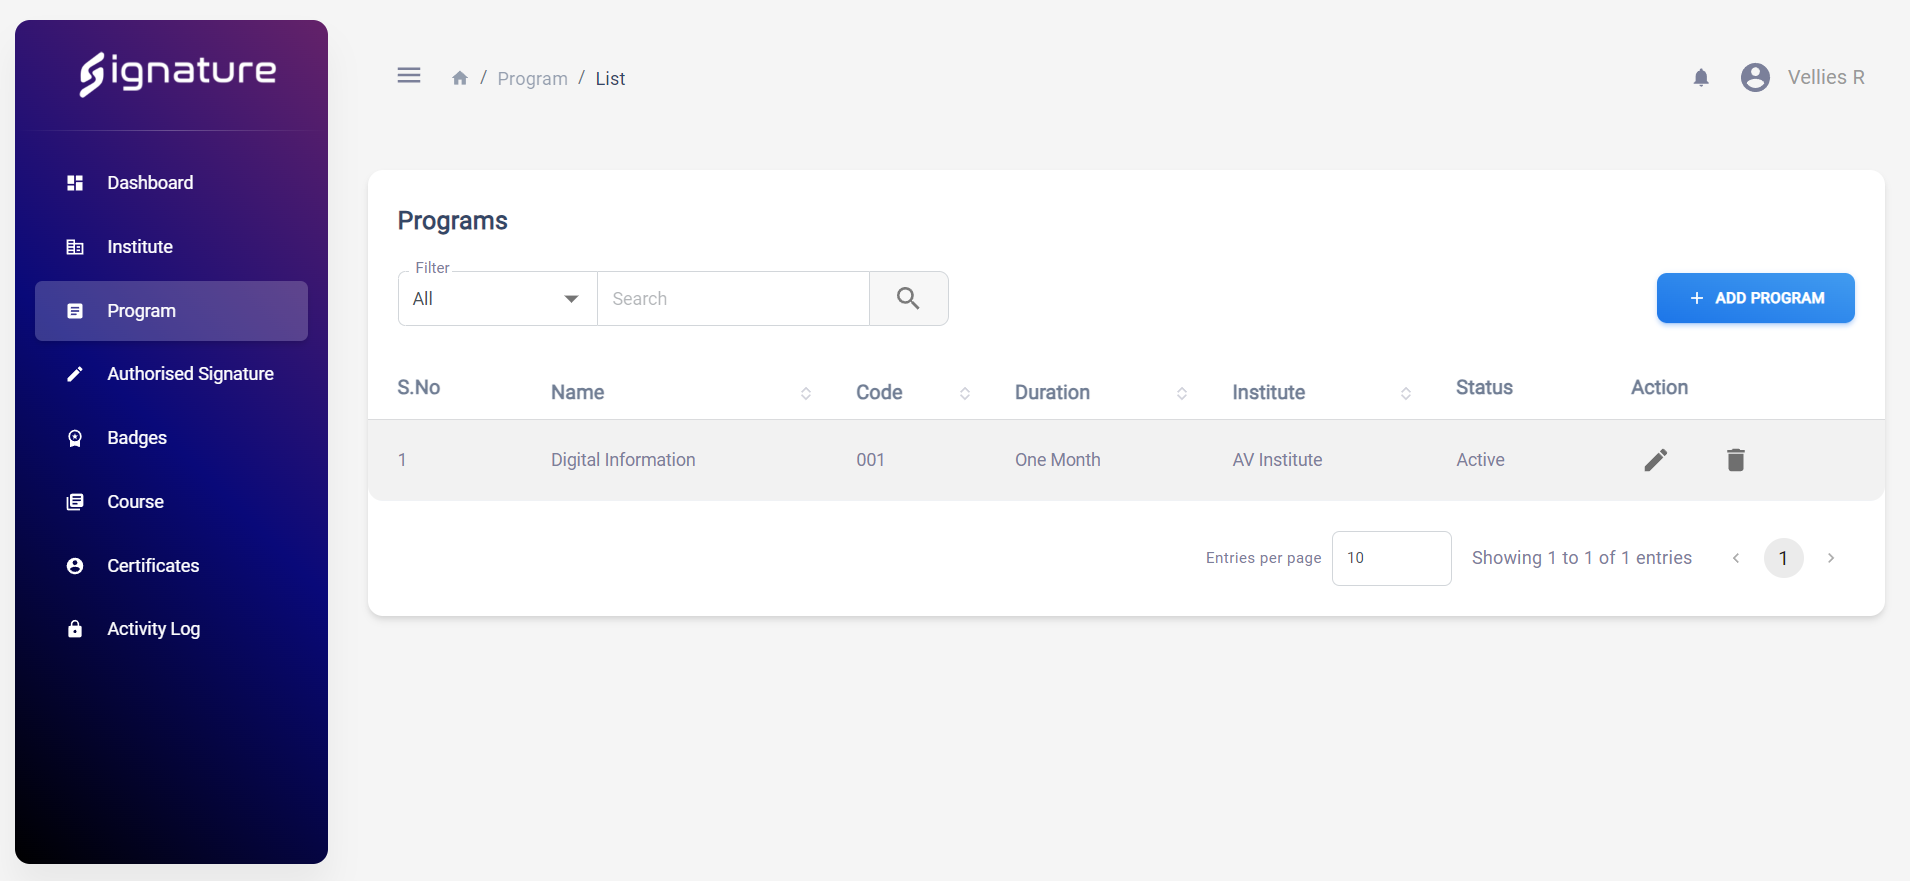 Signature
/ Program / List
Vellies R
Dashboard
Institute
Program
Authorised Signature
Badges
Course
Certificates
Activity Log
Programs
Filter
All
Search
ADD PROGRAM
S.No Name Code Duration Institute Status Action
1 Digital Information 001 One Month AV Institute Active
Entries per page 10 Showing 1 to 1 of 1 entries 1